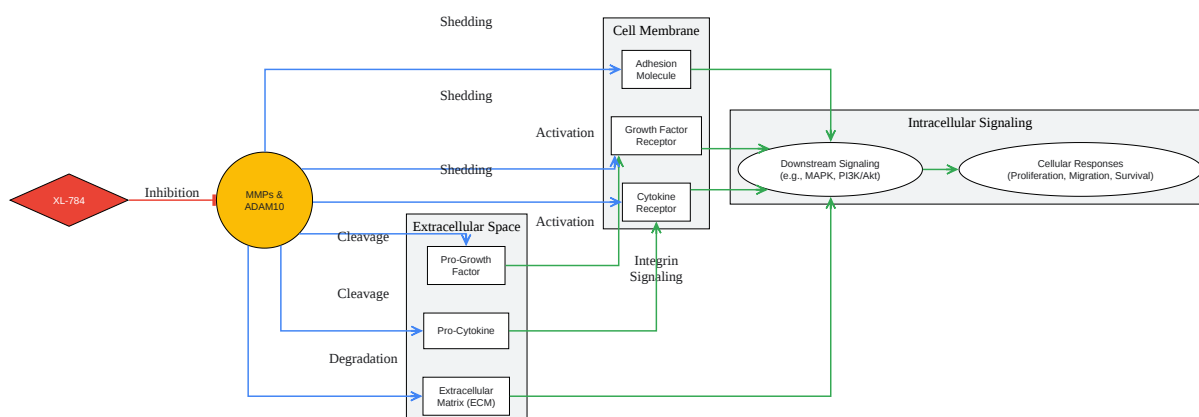 Shedding
Cell Membrane
Adhesion
Molecule
Shedding
Intracellular Signaling
Activation
Growth Factor
Receptor
Shedding
Downstream Signaling
(e.g., MAPK, PI3K/Akt)
Cellular Responses
(Proliferation, Migration, Survival)
XL-784
Inhibition
MMPs &
ADAM10
Cytokine
Receptor
Activation
Extracellular Space
Cleavage
Pro-Growth
Factor
Integrin
Signaling
Cleavage
Pro-Cytokine
Degradation
Extracellular
Matrix (ECM)